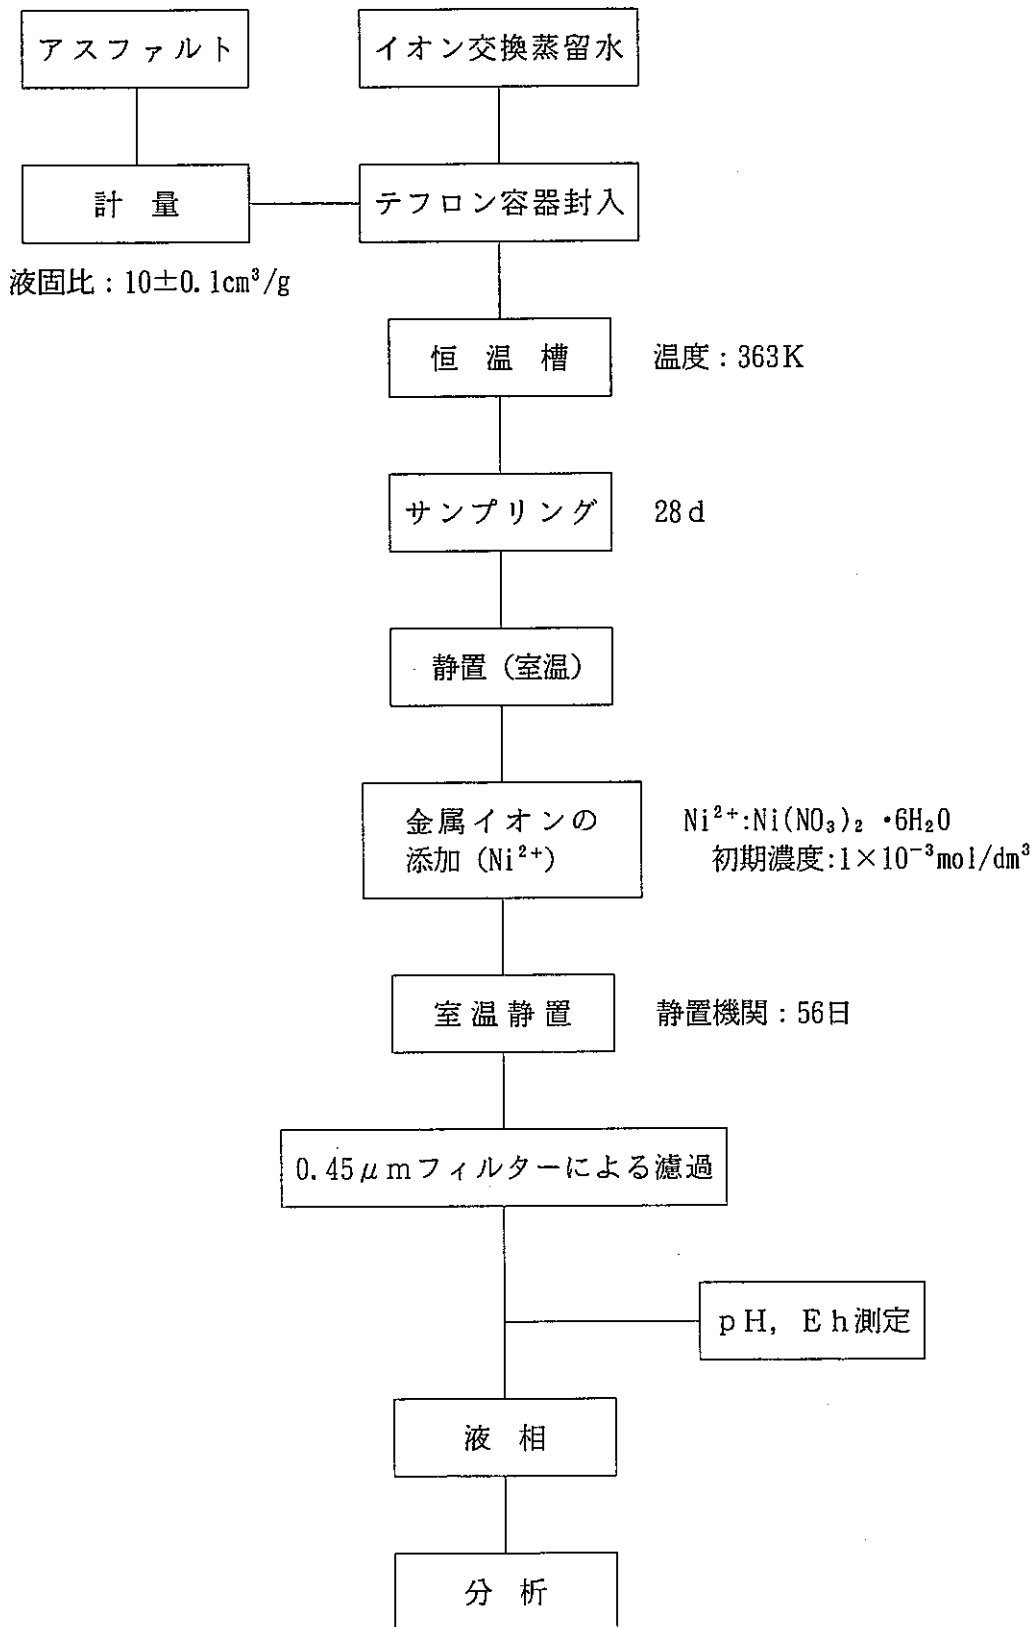 アスファルト
イオン交換蒸留水
計 量
テフロン容器封入
液固比：10±0.1cm³/g
恒 温 槽
温度：363K
サンプリング
28d
静置（室温）
金属イオンの
添加（Ni²⁺）
Ni²⁺:Ni(NO₃)₂ ・6H₂O
初期濃度:1×10⁻³mol/dm³
室温静置
静置機関：56日
0.45μmフィルターによる濾過
pH, Eh測定
液 相
分 析